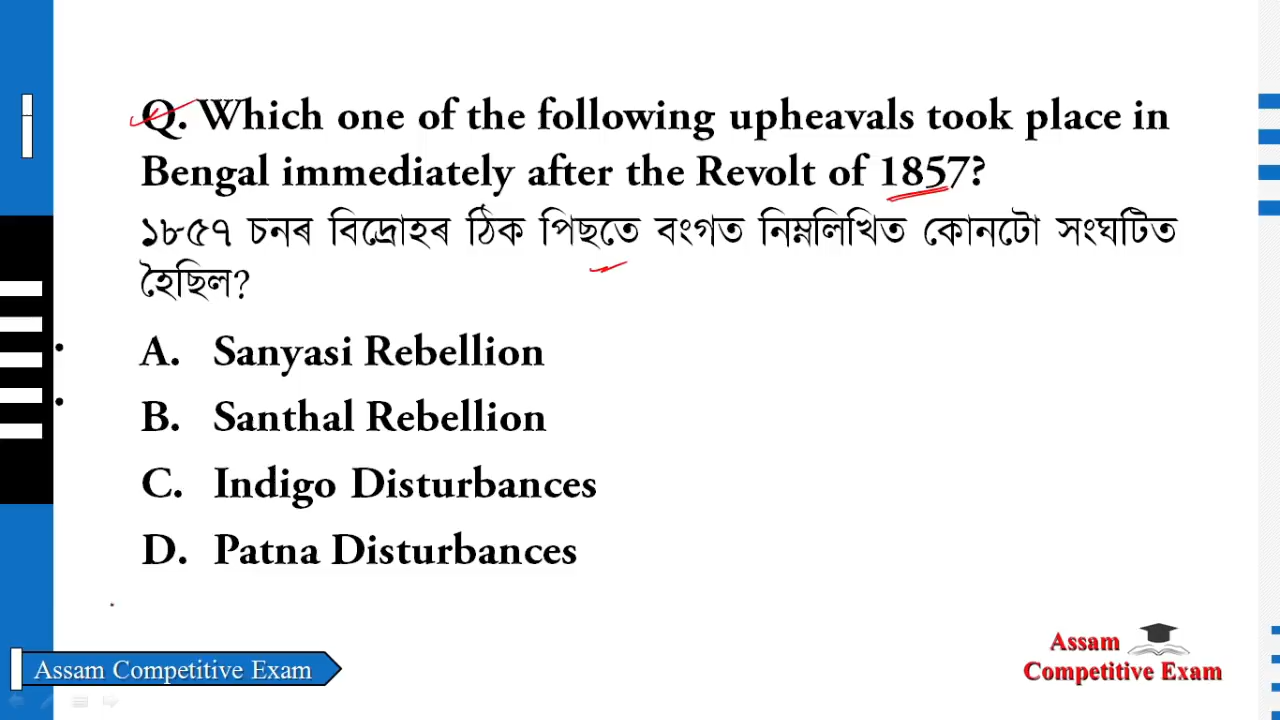 Q. Which one of the following upheavals took place in
Bengal immediately after the Revolt of 1857?
১৮৫৭ চনৰ বিদ্ৰোহৰ ঠিক পিছতে বংগত নিম্নলিখিত কোনটো সংঘটিত
হৈছিল?
A. Sanyasi Rebellion
B. Santhal Rebellion
C. Indigo Disturbances
D. Patna Disturbances
Assam Competitive Exam
Assam
Competitive Exam